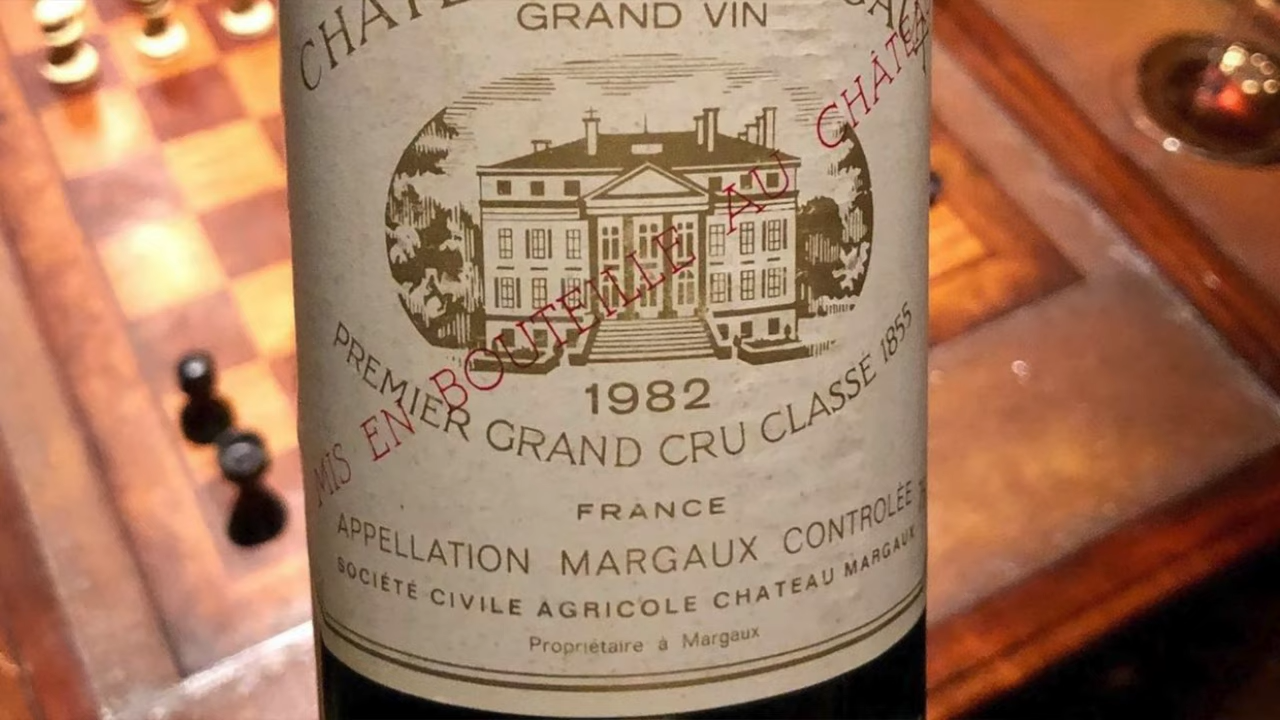 GRAND VIN
MIS EN BOUTEILLE AU CHÂTEAU
1982
PREMIER GRAND CRU CLASSÉ 1855
FRANCE
APPELLATION MARGAUX CONTROLÉE
SOCIÉTÉ CIVILE AGRICOLE CHATEAU MARGAUX
Propriétaire à Margaux